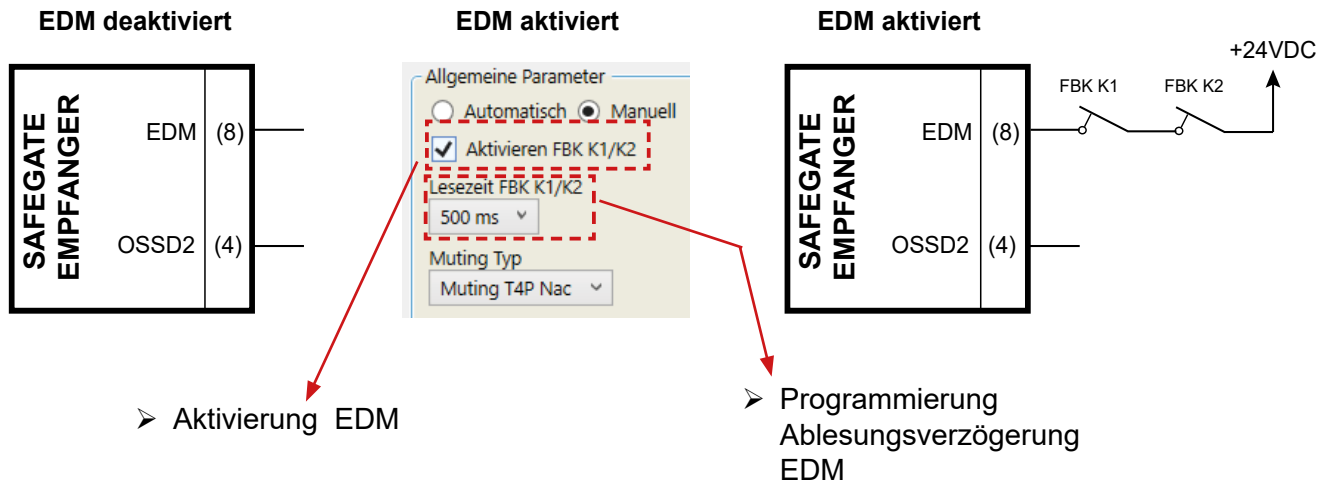 EDM deaktiviert
SAFEGATE
EMPFANGER
EDM
(8)
OSSD2
(4)
EDM aktiviert
Allgemeine Parameter
Automatisch
Manuell
Aktivieren FBK K1/K2
Lesezeit FBK K1/K2
500 ms
Muting Typ
Muting T4P Nac
EDM aktiviert
SAFEGATE
EMPFANGER
EDM
(8)
OSSD2
(4)
FBK K1
FBK K2
+24VDC
➢ Aktivierung EDM
➢ Programmierung
Ablesungsverzögerung
EDM